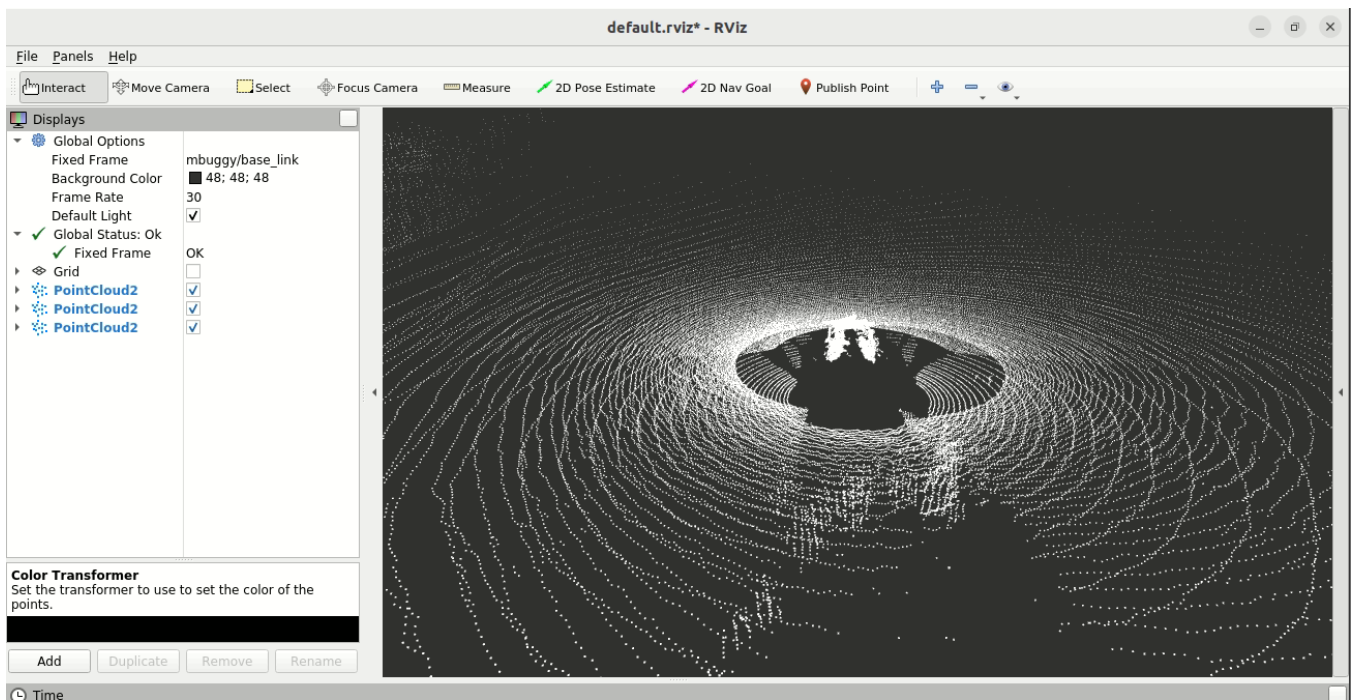 default.rviz* - RViz
File Panels Help
Interact Move Camera Select Focus Camera Measure 2D Pose Estimate 2D Nav Goal Publish Point
Displays
Global Options
Fixed Frame mbuggy/base_link
Background Color 48; 48; 48
Frame Rate 30
Default Light
Global Status: Ok
Fixed Frame OK
Grid
PointCloud2
PointCloud2
PointCloud2
Color Transformer
Set the transformer to use to set the color of the
points.
Add Duplicate Remove Rename
Time